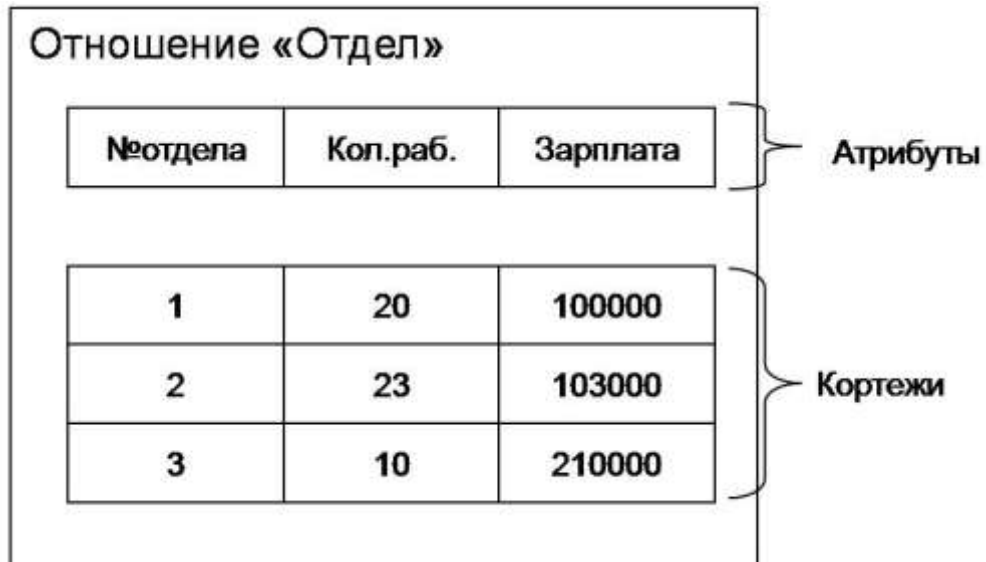 Отношение «Отдел»
№отдела Кол.раб. Зарплата
Атрибуты
1 20 100000
2 23 103000
Кортежи
3 10 210000